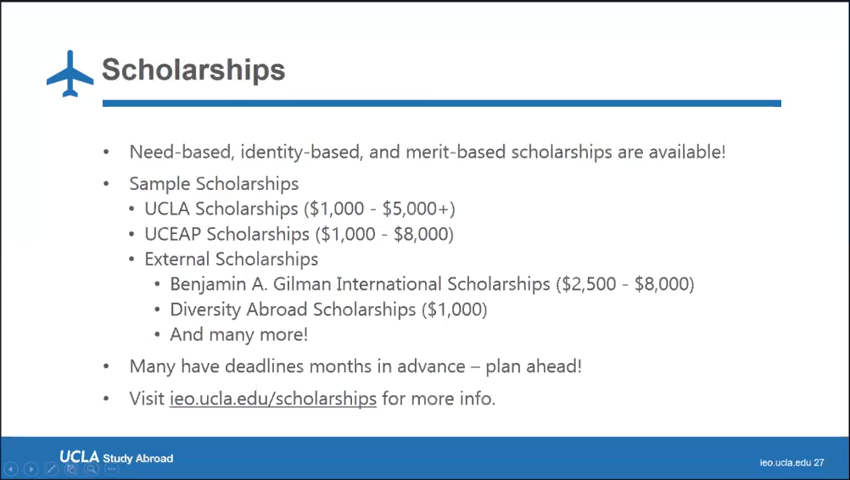 Scholarships
• Need-based, identity-based, and merit-based scholarships are available!
• Sample Scholarships
• UCLA Scholarships ($1,000 - $5,000+)
• UCEAP Scholarships ($1,000 - $8,000)
• External Scholarships
• Benjamin A. Gilman International Scholarships ($2,500 - $8,000)
• Diversity Abroad Scholarships ($1,000)
• And many more!
• Many have deadlines months in advance – plan ahead!
• Visit ieo.ucla.edu/scholarships for more info.
UCLA Study Abroad
ieo.ucla.edu 27